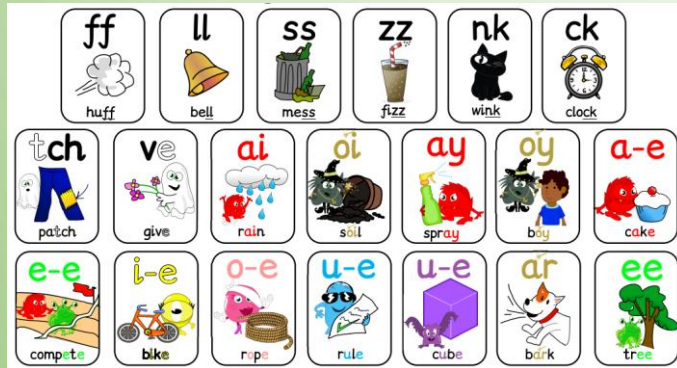 ff ll ss zz nk ck
huff bell mess fizz wink clock
tch ve ai oi ay oy a-e
patch give rain soil spray boy cake
e-e i-e o-e u-e u-e ar ee
compete bike rope rule cube bark tree